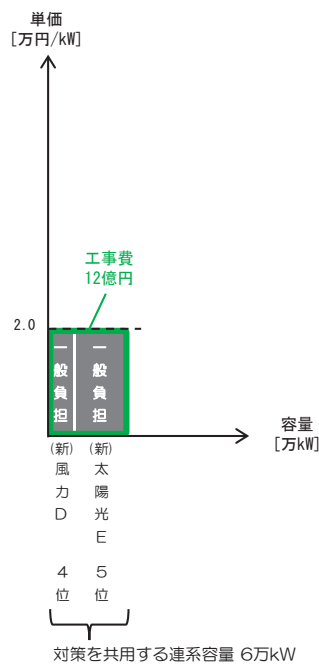 単価
[万円/kW]
工事費
12億円
2.0
一般負担
一般負担
容量
[万kW]
(新)風力D 4位
(新)太陽光E 5位
対策を共用する連系容量 6万kW